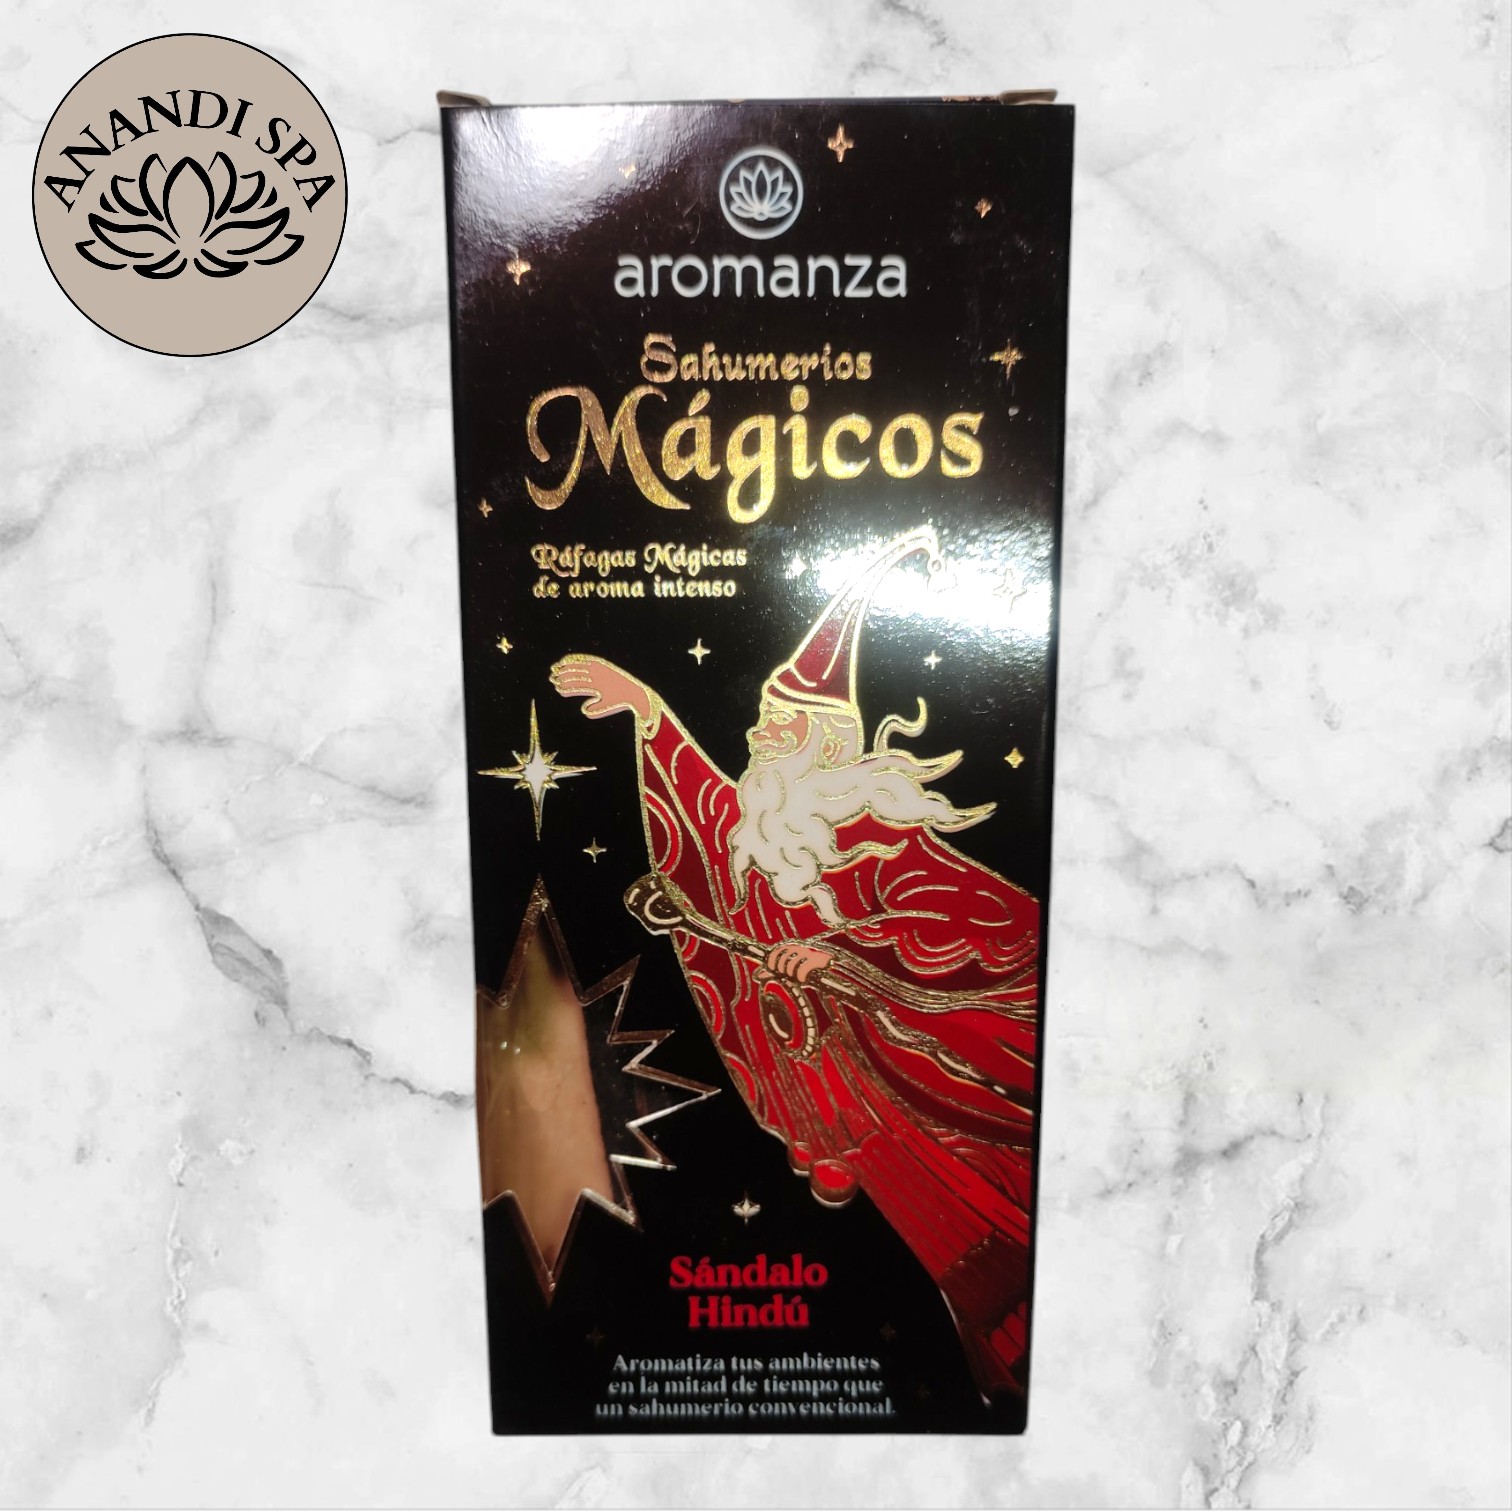 ANANDI SPA
aromanza
Sahumerios
Mágicos
Ráfagas Mágicas
de aroma intenso
Sándalo
Hindú
Aromatiza tus ambientes
en la mitad de tiempo que
un sahumerio convencional.